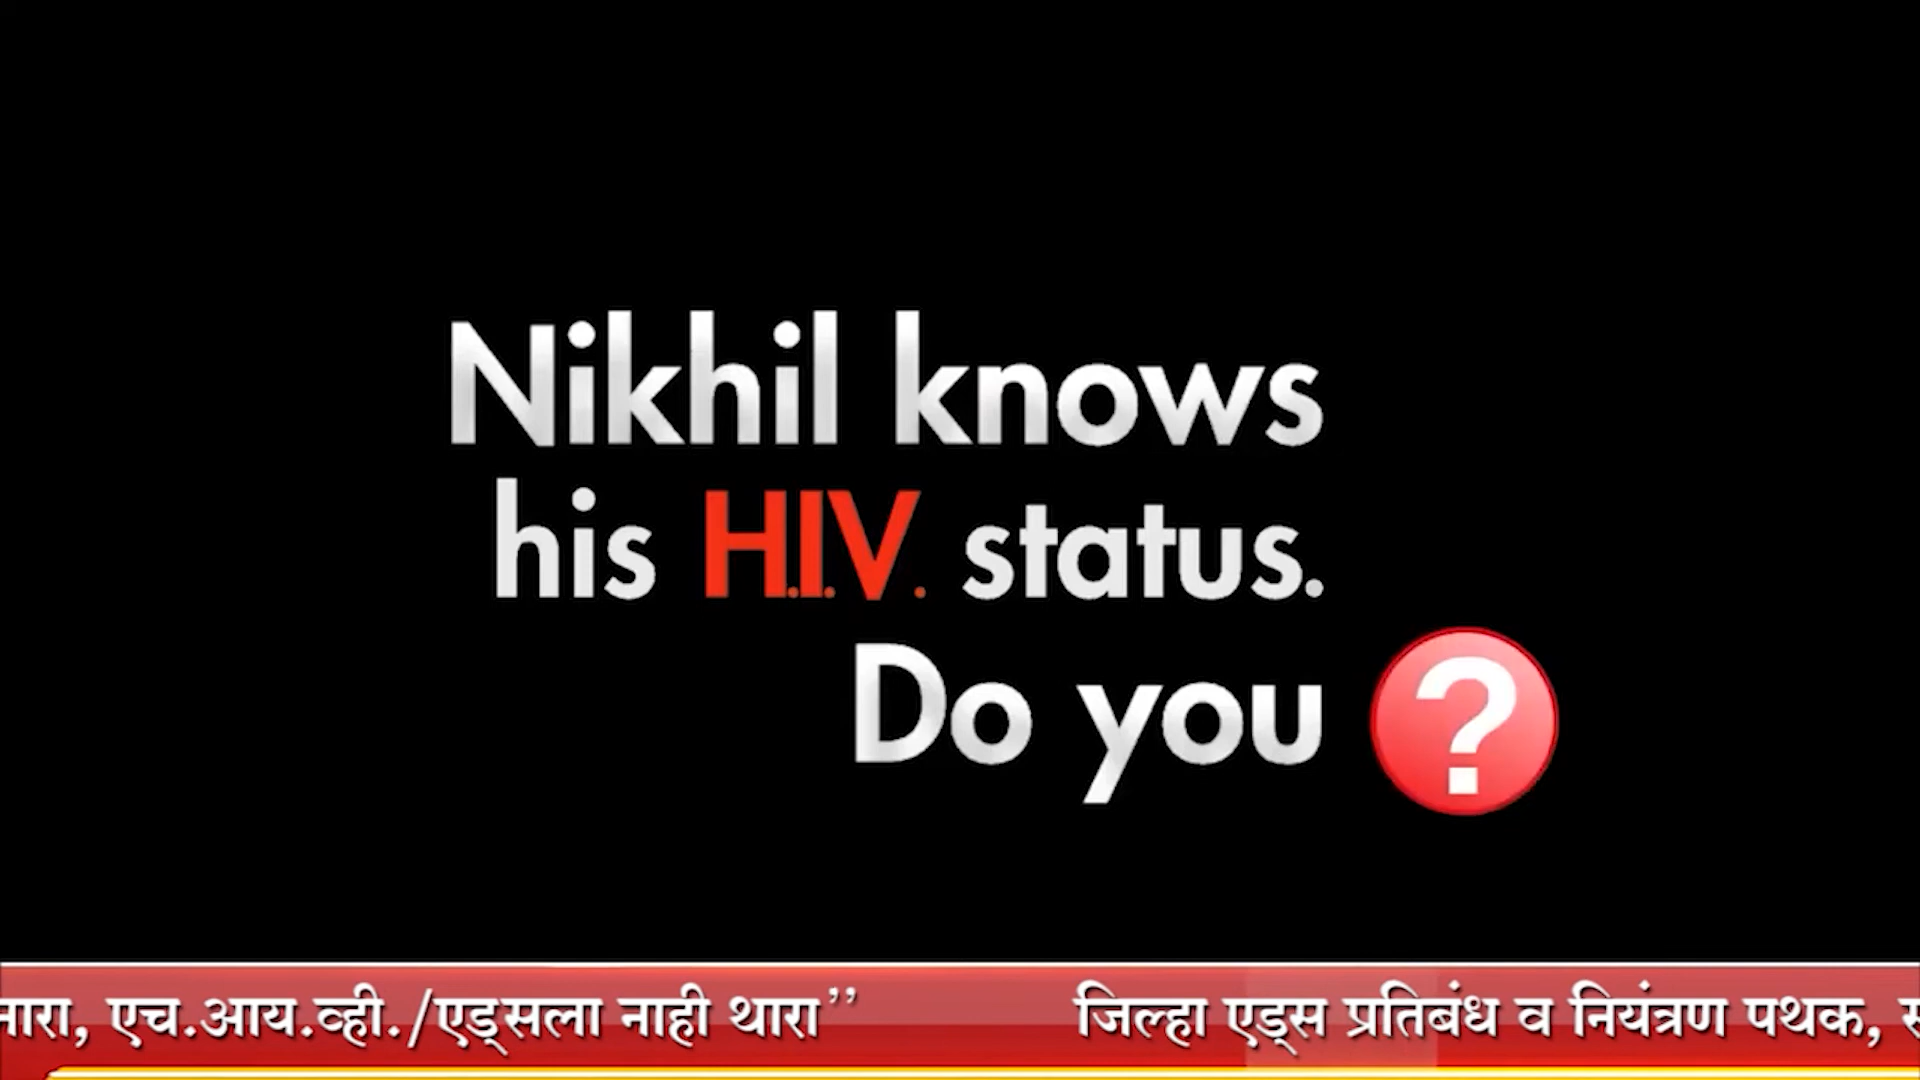 Nikhil knows
his H.I.V. status.
Do you ?
एच.आय.व्ही./एड्सला नाही थारा’’ जिल्हा एड्स प्रतिबंध व नियंत्रण पथक,